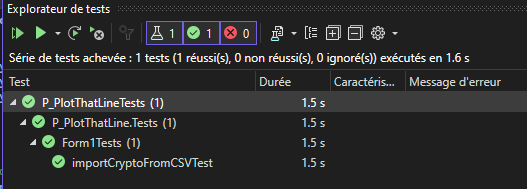 Explorateur de tests
1 1 0
Série de tests achevée : 1 tests (1 réussi(s), 0 non réussi(s), 0 ignoré(s)) exécutés en 1.6 s
Test Durée Caractéris... Message d'erreur
P_PlotThatLineTests (1) 1.5 s
P_PlotThatLine.Tests (1) 1.5 s
Form1Tests (1) 1.5 s
importCryptoFromCSVTest 1.5 s